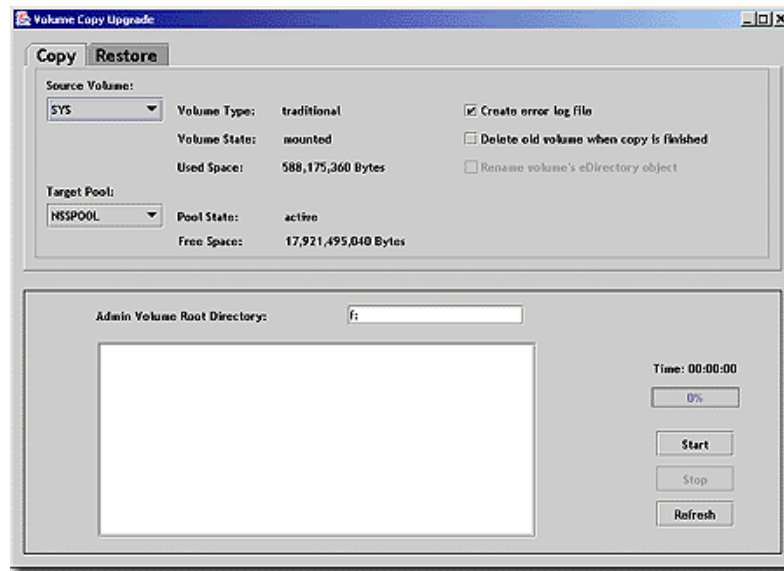 Volume Copy Upgrade
Copy Restore
Source Volume:
SYS Volume Type: traditional Create error log file
Volume State: mounted Delete old volume when copy is finished
Used Space: 588,175,360 Bytes Rename volume's eDirectory object
Target Pool:
NSSPOOL Pool State: active
Free Space: 17,921,495,040 Bytes
Admin Volume Root Directory: f:
Time: 00:00:00
0%
Start
Stop
Refresh